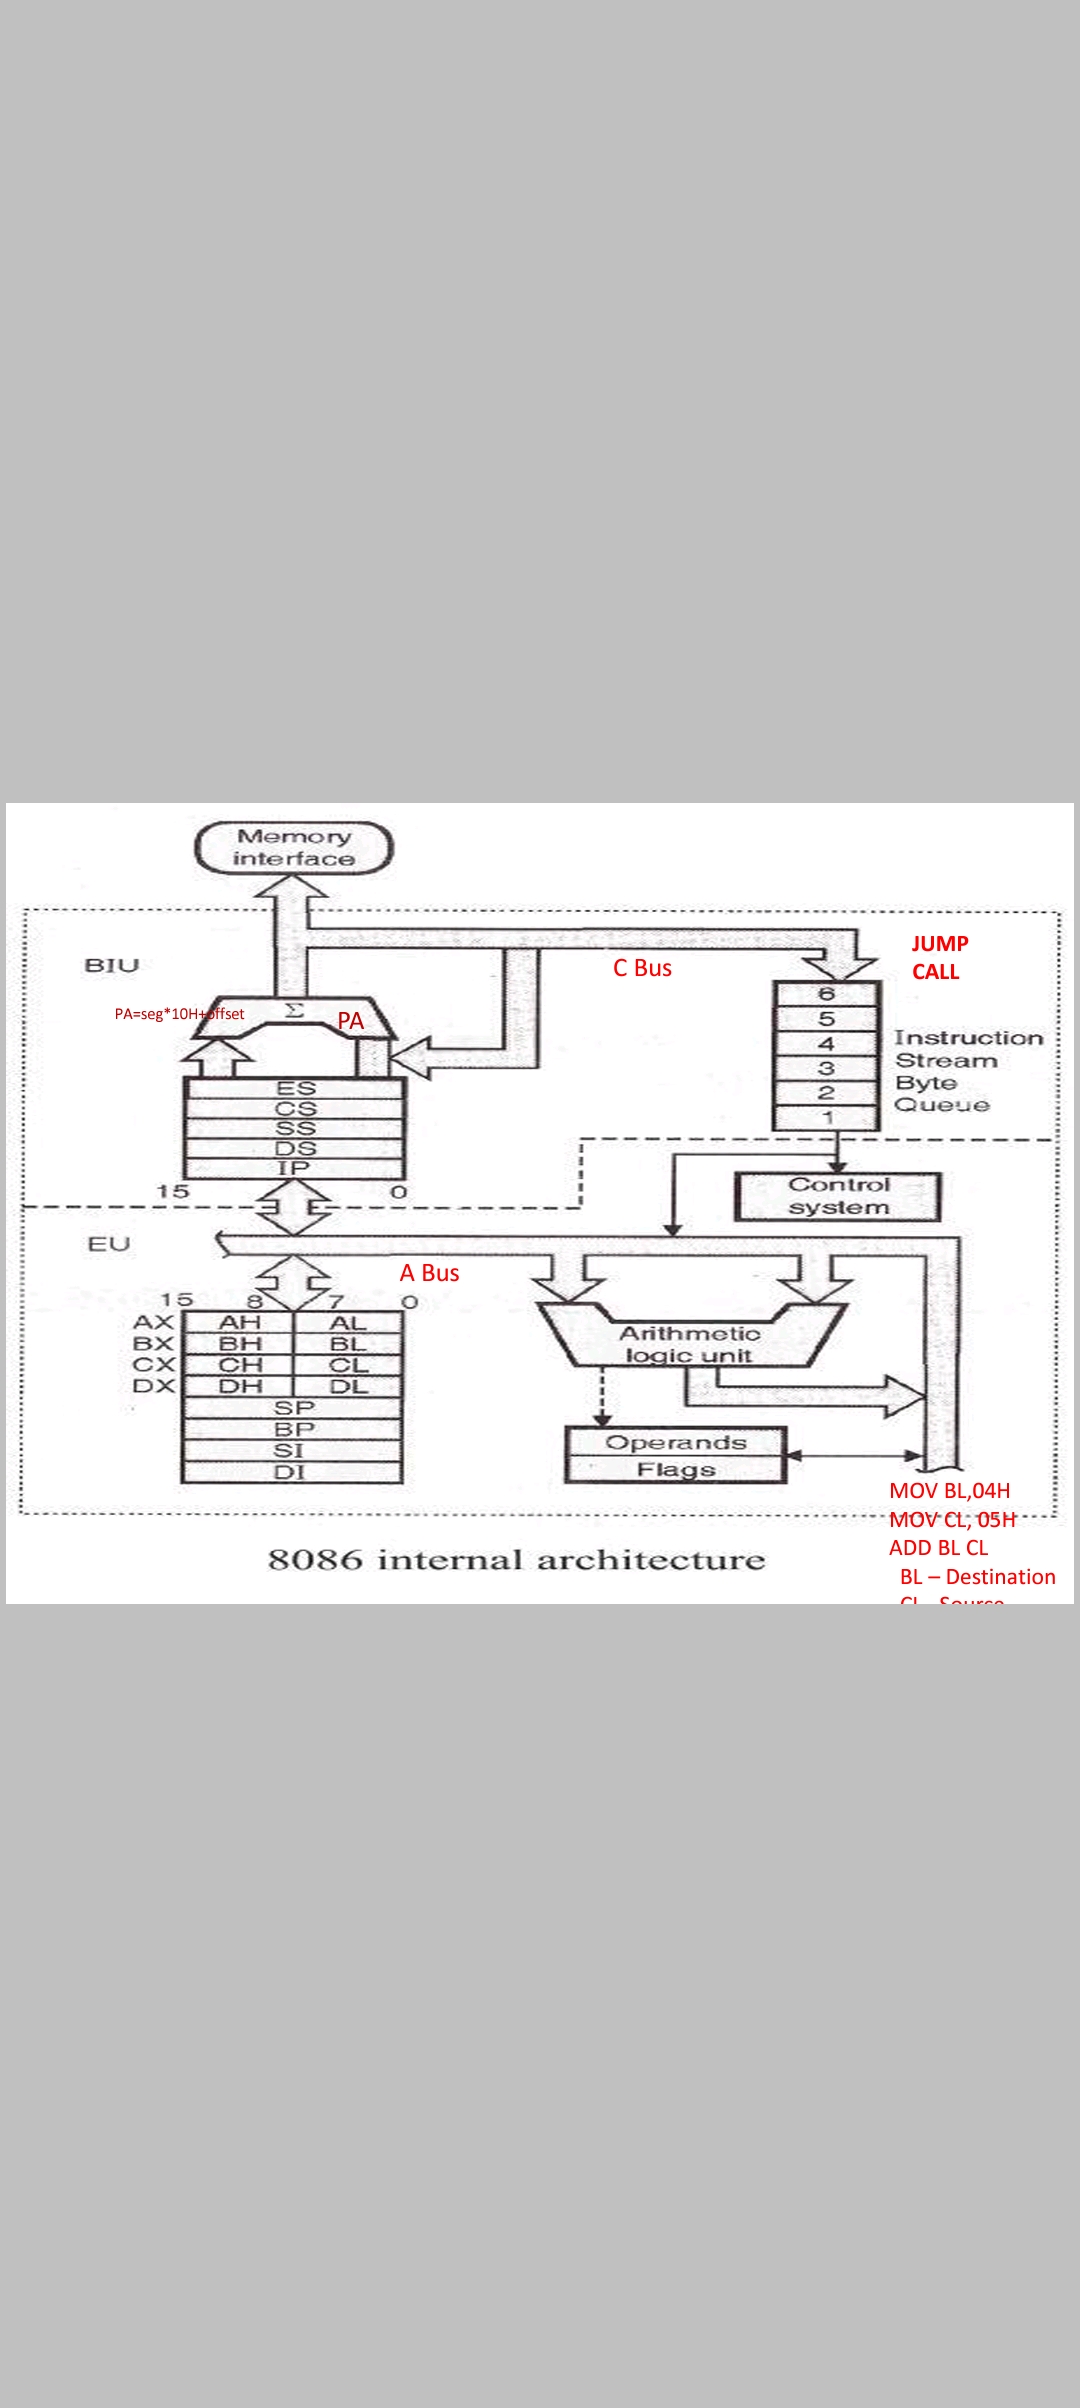 Memory
interface
BIU
C Bus
JUMP
CALL
PA=seg*10H+offset
Σ
PA
6
5
4
3
2
1
Instruction
Stream
Byte
Queue
ES
CS
SS
DS
IP
15 0
Control
system
EU
A Bus
15 8 7 0
AX AH AL
BX BH BL
CX CH CL
DX DH DL
SP
BP
SI
DI
Arithmetic
logic unit
Operands
Flags
MOV BL,04H
MOV CL, 05H
ADD BL CL
BL – Destination
8086 internal architecture